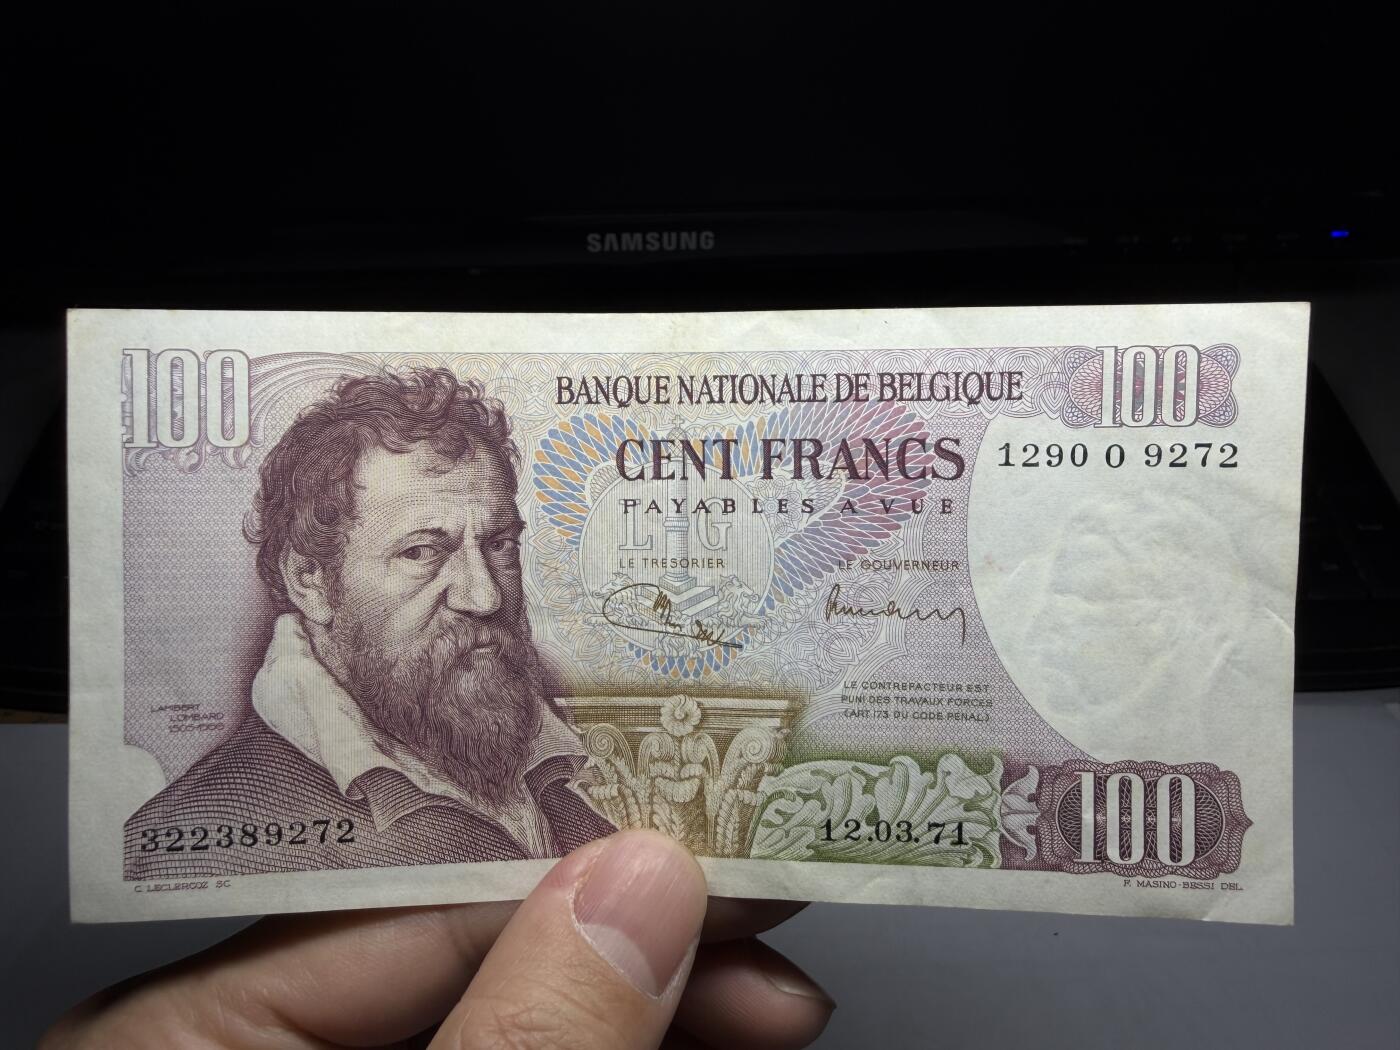 SAMSUNG
100
BANQUE NATIONALE DE BELGIQUE
100
CENT FRANCS
1290 O 9272
PAYABLES A VUE
L G
LE TRESORIER
LE GOUVERNEUR
LE CONTREFACTEUR EST
PUNI DES TRAVAUX FORCES
(ART. 173 DU CODE PENAL)
LAMBERT
LOMBARD
1505-1566
322389272
12.03.71
100
C. LECLERCQZ SC
F. MASINO-BESSI DEL.